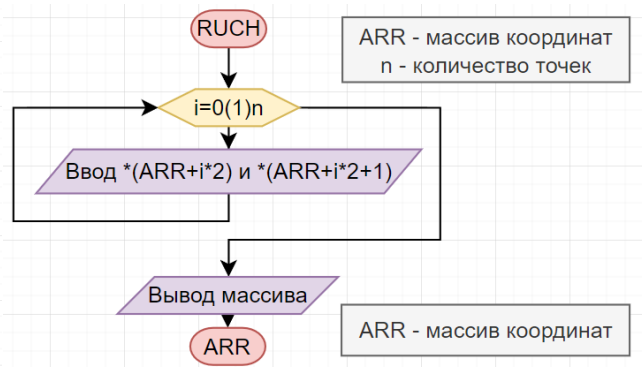 RUCH
ARR - массив координат
n - количество точек
i=0(1)n
Ввод *(ARR+i*2) и *(ARR+i*2+1)
Вывод массива
ARR
ARR - массив координат